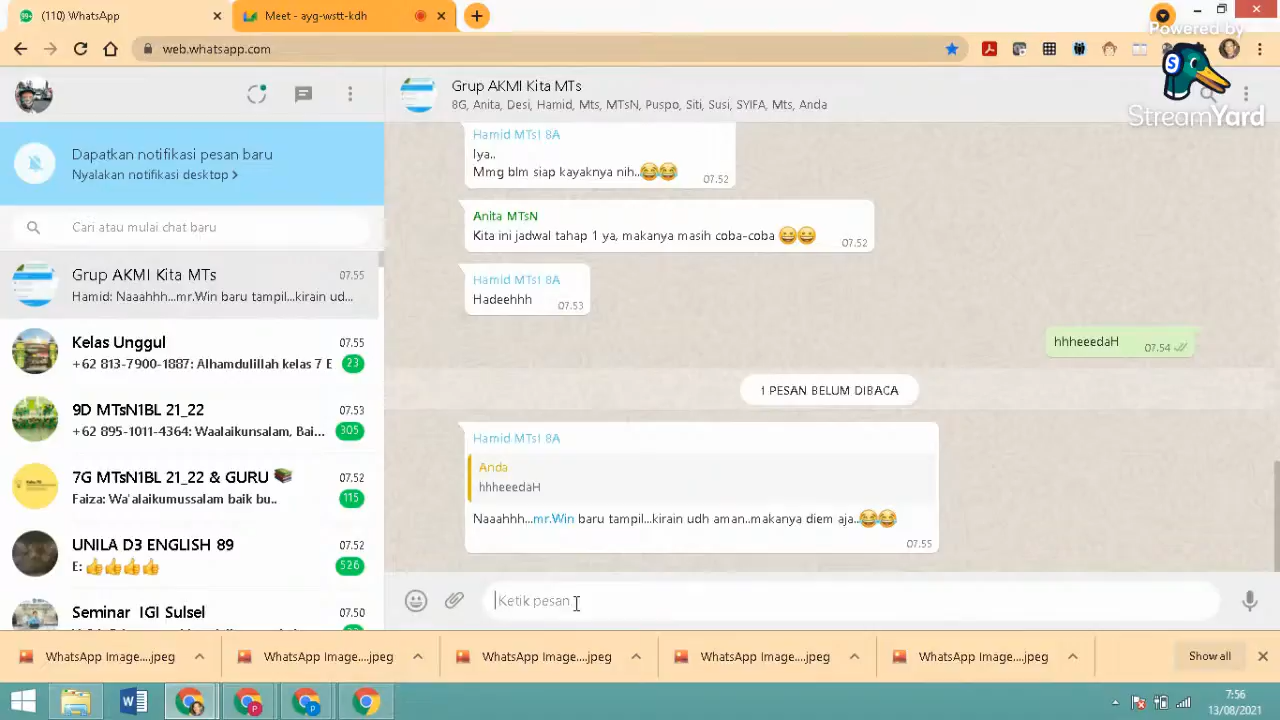 (110) WhatsApp
Meet - ayg-wstt-kdh
web.whatsapp.com
Powered by
StreamYard
Grup AKMI Kita MTs
8G, Anita, Desi, Hamid, Mts, MTsN, Puspo, Siti, Susi, SYIFA, Mts, Anda
Dapatkan notifikasi pesan baru
Nyalakan notifikasi desktop >
Cari atau mulai chat baru
Grup AKMI Kita MTs 07.55
Hamid: Naaahhh...mr.Win baru tampil...kirain ud...
Kelas Unggul 07.55
+62 813-7900-1887: Alhamdulillah kelas 7 E 23
9D MTsN1BL 21_22 07.53
+62 895-1011-4364: Waalaikunsalam, Bai... 305
7G MTsN1BL 21_22 & GURU 📚 07.52
Faiza: Wa'alaikumussalam baik bu.. 115
UNILA D3 ENGLISH 89 07.52
E: 👍👍👍👍 526
Seminar IGI Sulsel 07.50
Hamid MTs1 8A
Iya..
Mmg blm siap kayaknya nih..😂😂 07.52
Anita MTsN
Kita ini jadwal tahap 1 ya, makanya masih coba-coba 😀😀 07.52
Hamid MTs1 8A
Hadeehhh 07.53
hhheeedaH 07.54
1 PESAN BELUM DIBACA
Hamid MTs1 8A
Anda
hhheeedaH
Naaahhh...mr.Win baru tampil...kirain udh aman..makanya diem aja..😂😂
07.55
Ketik pesan
WhatsApp Image....jpeg
WhatsApp Image....jpeg
WhatsApp Image....jpeg
WhatsApp Image....jpeg
WhatsApp Image....jpeg
Show all
7:56
13/08/2021